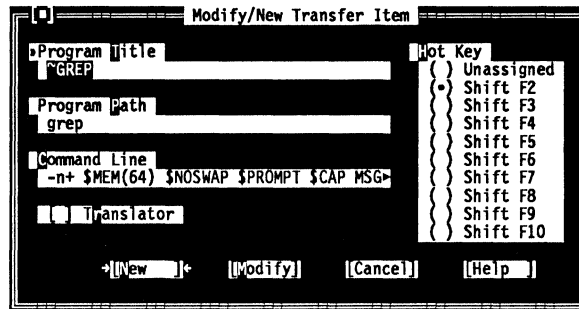 Modify/New Transfer Item
Program Title
~GREP
Program Path
grep
Command Line
-n+ $MEM(64) $NOSWAP $PROMPT $CAP MSG►
[ ] Translator
Hot Key
( ) Unassigned
(•) Shift F2
( ) Shift F3
( ) Shift F4
( ) Shift F5
( ) Shift F6
( ) Shift F7
( ) Shift F8
( ) Shift F9
( ) Shift F10
[New ]
[Modify]
[Cancel]
[Help ]